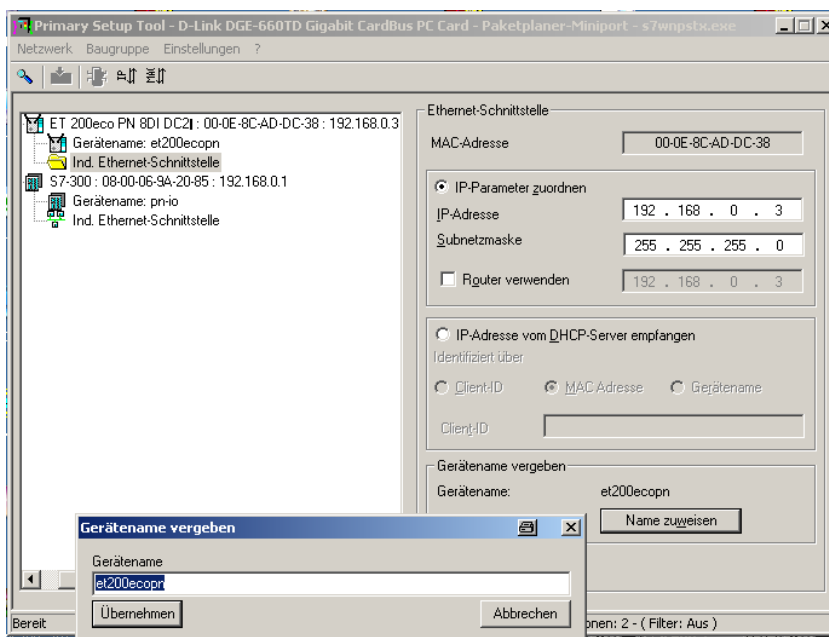 Primary Setup Tool - D-Link DGE-660TD Gigabit CardBus PC Card - Paketplaner-Miniport - s7wnpstx.exe
Netzwerk Baugruppe Einstellungen ?
ET 200eco PN 8DI DC2 : 00-0E-8C-AD-DC-38 : 192.168.0.3
Gerätename: et200ecopn
Ind. Ethernet-Schnittstelle
S7-300 : 08-00-06-9A-20-85 : 192.168.0.1
Gerätename: pn-io
Ind. Ethernet-Schnittstelle
Ethernet-Schnittstelle
MAC-Adresse 00-0E-8C-AD-DC-38
IP-Parameter zuordnen
IP-Adresse 192 . 168 . 0 . 3
Subnetzmaske 255 . 255 . 255 . 0
Router verwenden 192 . 168 . 0 . 3
IP-Adresse vom DHCP-Server empfangen
Identifiziert über
Client-ID MAC Adresse Gerätename
Client-ID
Gerätename vergeben
Gerätename: et200ecopn
Name zuweisen
Gerätename vergeben
Gerätename
et200ecopn
Übernehmen Abbrechen
Bereit onen: 2 - ( Filter: Aus )